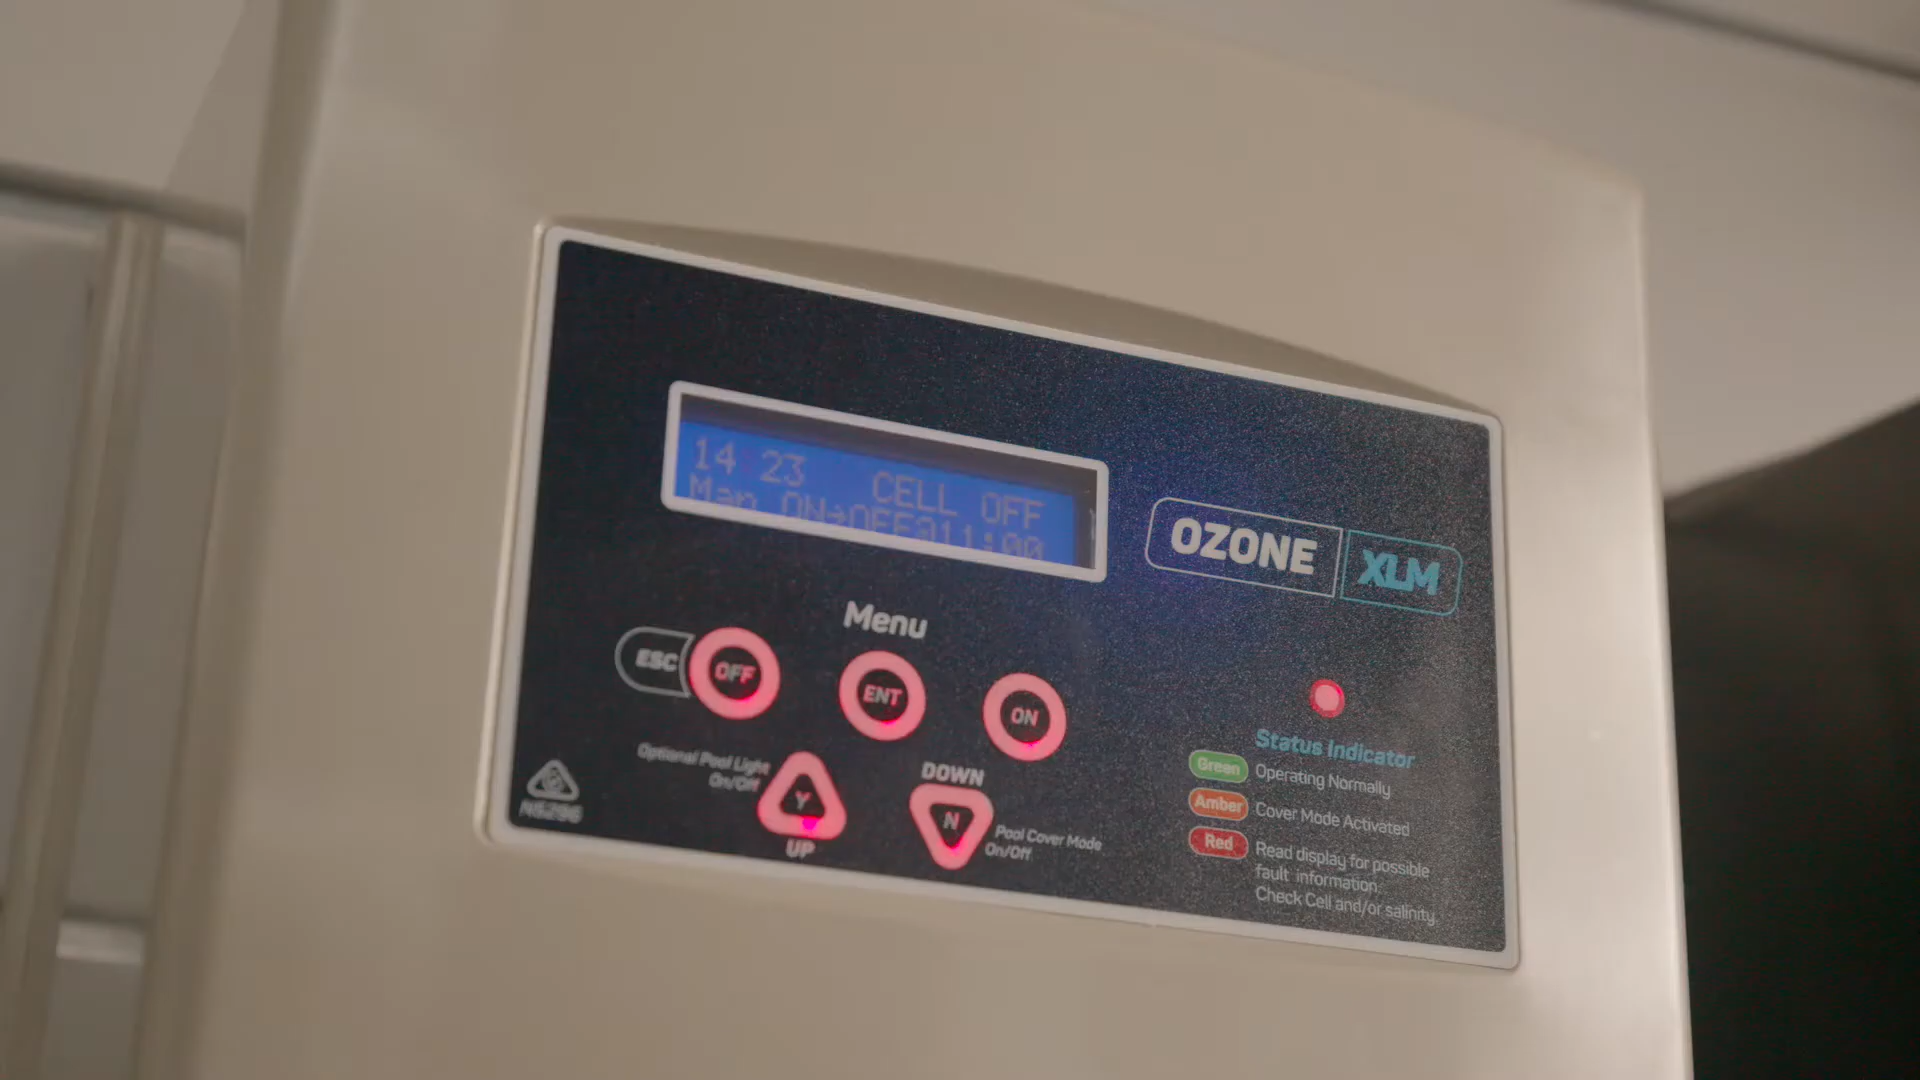 14 23 CELL OFF
Man ON→OFF@11:00
OZONE XLM
Menu
ESC OFF ENT ON
Optional Pool Light
On/Off
Y
UP
DOWN
N
Pool Cover Mode
On/Off
Status Indicator
Green Operating Normally
Amber Cover Mode Activated
Red Read display for possible
fault information.
Check Cell and/or salinity